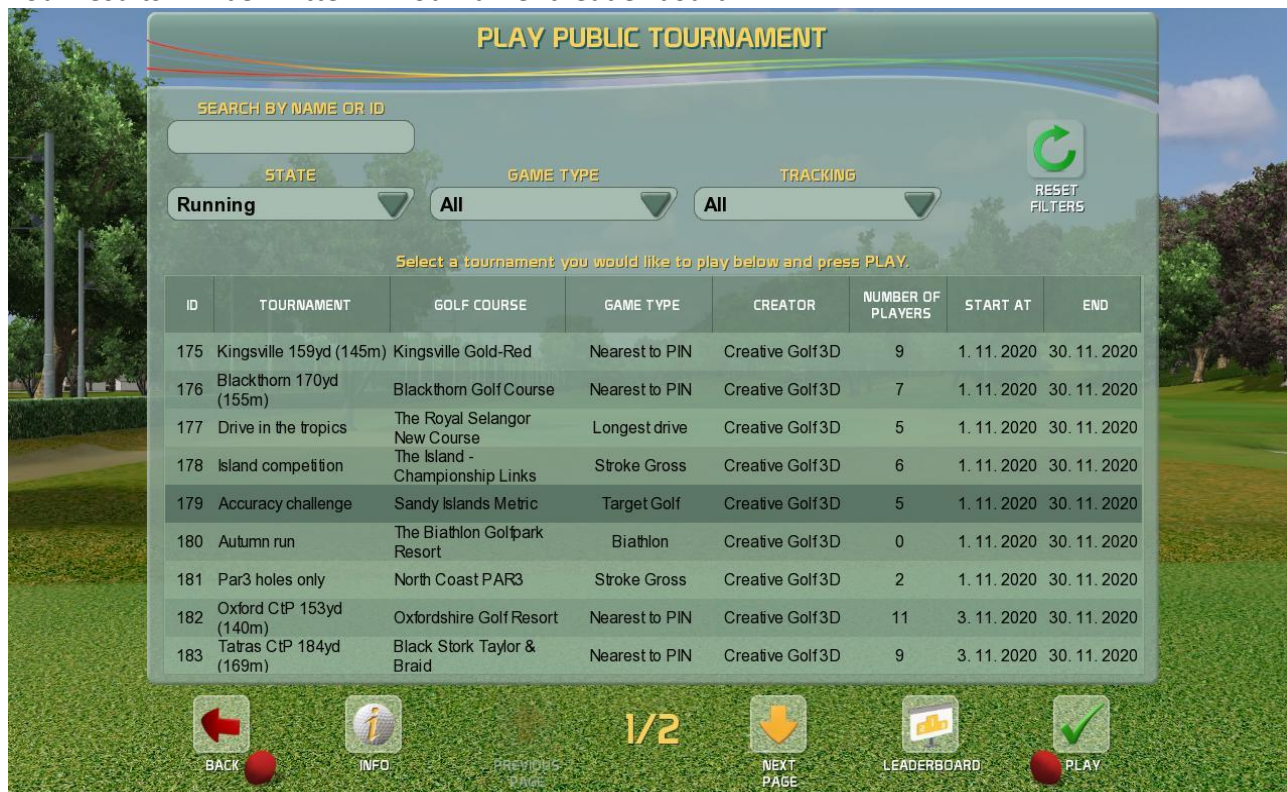 PLAY PUBLIC TOURNAMENT
SEARCH BY NAME OR ID
STATE GAME TYPE TRACKING
Running All All
RESET
FILTERS
Select a tournament you would like to play below and press PLAY.
ID TOURNAMENT GOLF COURSE GAME TYPE CREATOR NUMBER OF PLAYERS START AT END
175 Kingsville 159yd (145m) Kingsville Gold-Red Nearest to PIN Creative Golf3D 9 1. 11. 2020 30. 11. 2020
176 Blackthorn 170yd (155m) Blackthorn Golf Course Nearest to PIN Creative Golf3D 7 1. 11. 2020 30. 11. 2020
177 Drive in the tropics The Royal Selangor New Course Longest drive Creative Golf3D 5 1. 11. 2020 30. 11. 2020
178 Island competition The Island - Championship Links Stroke Gross Creative Golf3D 6 1. 11. 2020 30. 11. 2020
179 Accuracy challenge Sandy Islands Metric Target Golf Creative Golf3D 5 1. 11. 2020 30. 11. 2020
180 Autumn run The Biathlon Golfpark Resort Biathlon Creative Golf3D 0 1. 11. 2020 30. 11. 2020
181 Par3 holes only North Coast PAR3 Stroke Gross Creative Golf3D 2 1. 11. 2020 30. 11. 2020
182 Oxford CtP 153yd (140m) Oxfordshire Golf Resort Nearest to PIN Creative Golf3D 11 3. 11. 2020 30. 11. 2020
183 Tatras CtP 184yd (169m) Black Stork Taylor & Braid Nearest to PIN Creative Golf3D 9 3. 11. 2020 30. 11. 2020
1/2
BACK INFO PREVIOUS PAGE NEXT PAGE LEADERBOARD PLAY